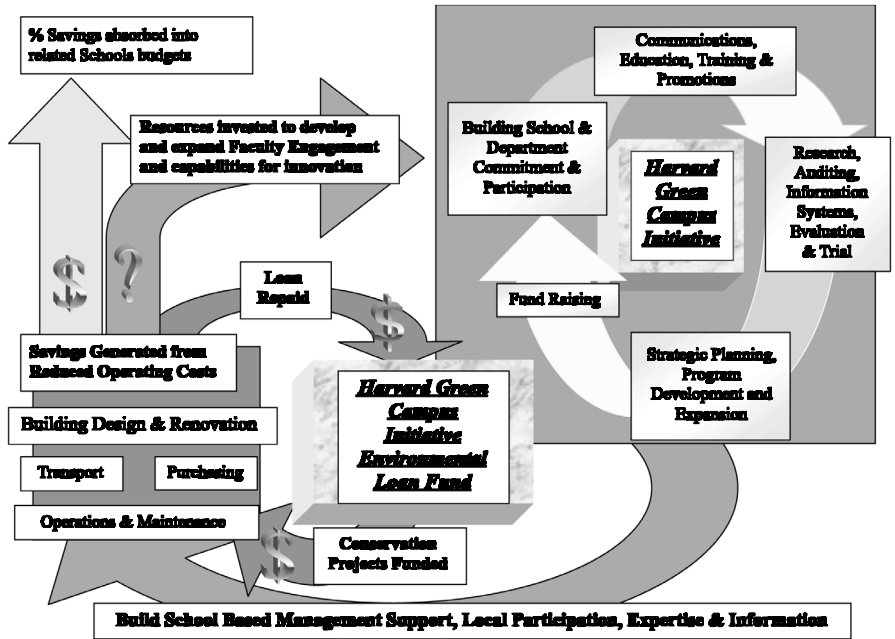 % Savings absorbed into
related Schools budgets
Communications,
Education, Training &
Promotions
Resources invested to develop
and expand Faculty Engagement
and capabilities for innovation
Building School &
Department
Commitment &
Participation
Harvard
Green
Campus
Initiative
Research,
Auditing,
Information
Systems,
Evaluation
& Trial
$
?
Loan
Repaid
$
Fund Raising
Savings Generated from
Reduced Operating Costs
Strategic Planning,
Program
Development and
Expansion
Harvard Green
Campus
Initiative
Environmental
Loan Fund
Building Design & Renovation
Transport
Purchasing
Operations & Maintenance
$
Conservation
Projects Funded
Build School Based Management Support, Local Participation, Expertise & Information